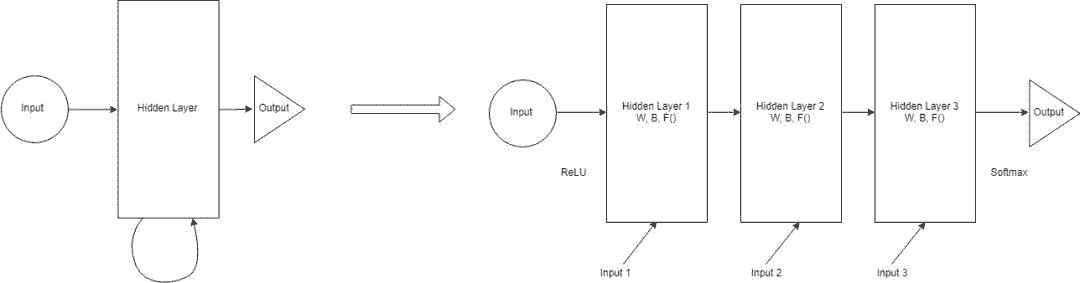 Input
Hidden Layer
Output
Input
Hidden Layer 1
W, B, F()
Hidden Layer 2
W, B, F()
Hidden Layer 3
W, B, F()
Output
ReLU
Softmax
Input 1
Input 2
Input 3